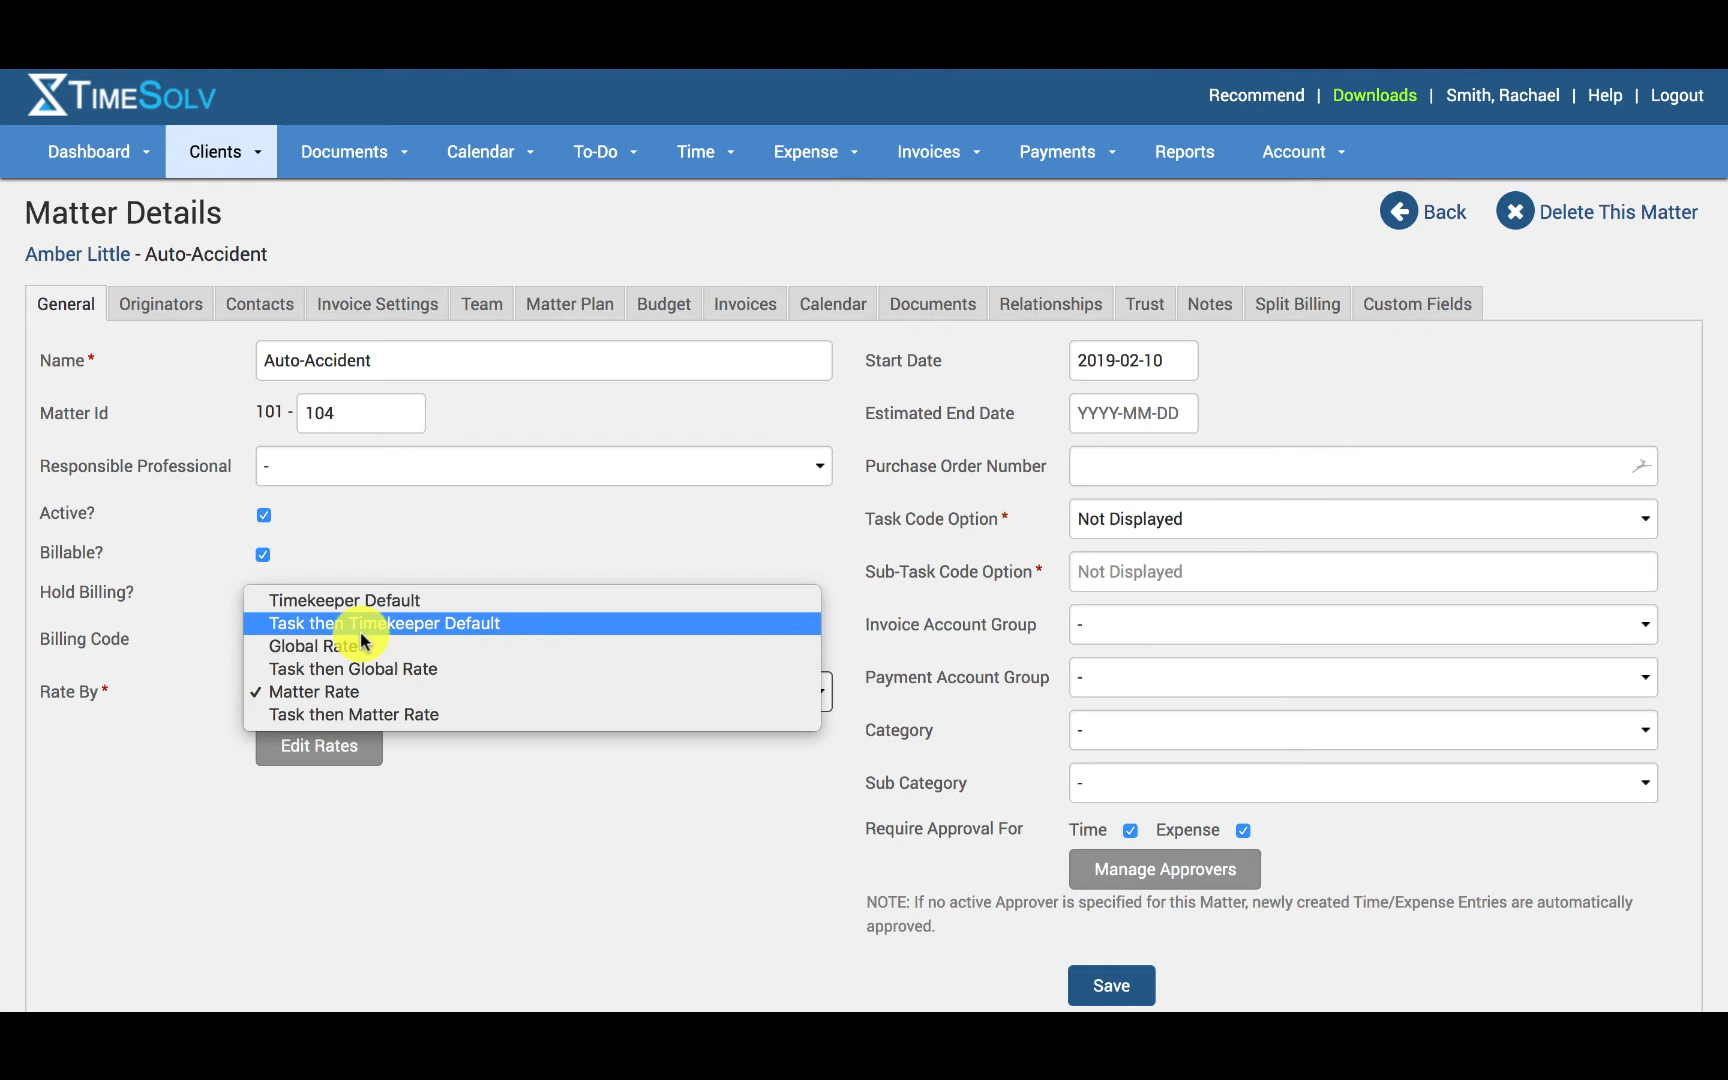 TIMESOLV
Recommend | Downloads | Smith, Rachael | Help | Logout
Dashboard Clients Documents Calendar To-Do Time Expense Invoices Payments Reports Account
Matter Details
Back Delete This Matter
Amber Little - Auto-Accident
General Originators Contacts Invoice Settings Team Matter Plan Budget Invoices Calendar Documents Relationships Trust Notes Split Billing Custom Fields
Name* Auto-Accident
Matter Id 101 - 104
Responsible Professional -
Active?
Billable?
Hold Billing?
Billing Code
Rate By*
Timekeeper Default
Task then Timekeeper Default
Global Rate
Task then Global Rate
✓ Matter Rate
Task then Matter Rate
Edit Rates
Start Date 2019-02-10
Estimated End Date YYYY-MM-DD
Purchase Order Number
Task Code Option* Not Displayed
Sub-Task Code Option* Not Displayed
Invoice Account Group -
Payment Account Group -
Category -
Sub Category -
Require Approval For Time Expense
Manage Approvers
NOTE: If no active Approver is specified for this Matter, newly created Time/Expense Entries are automatically
approved.
Save